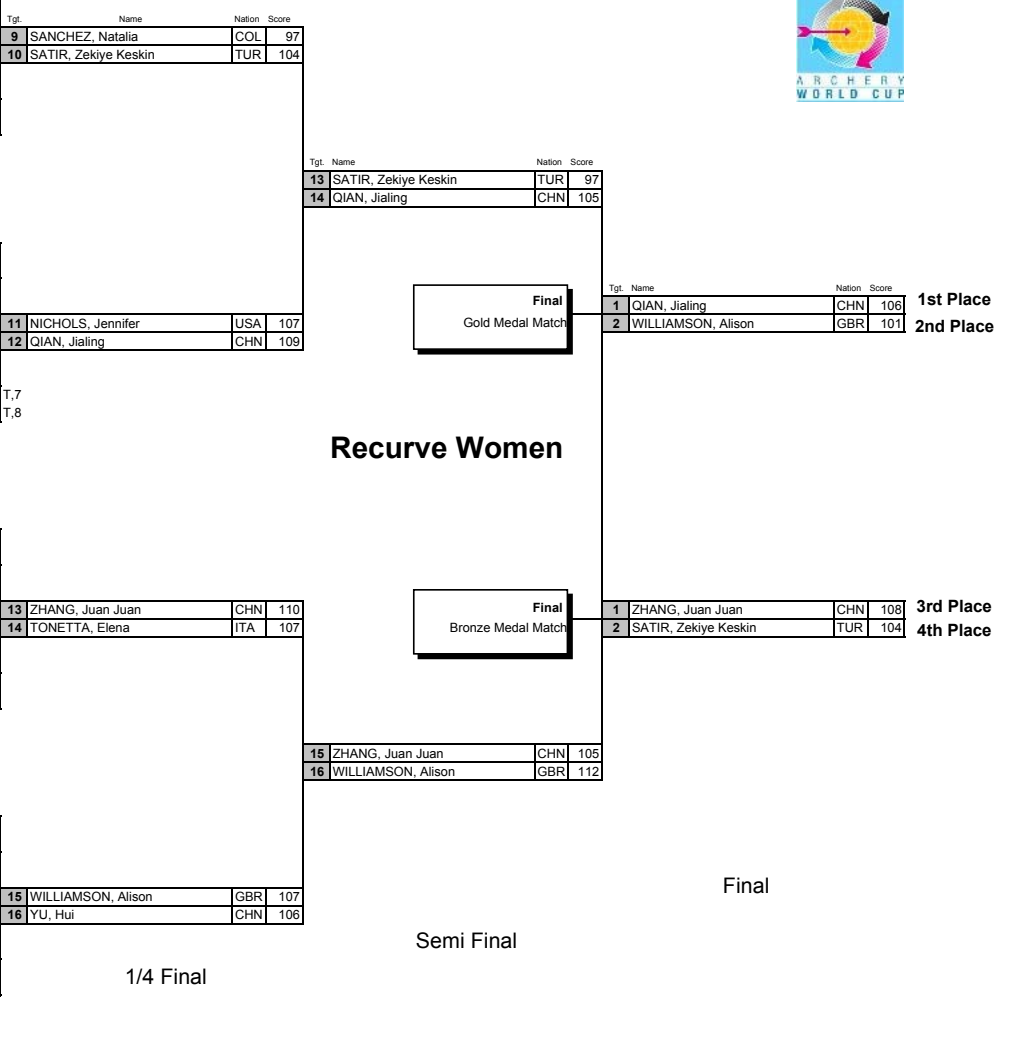 Tgt. Name Nation Score
9 SANCHEZ, Natalia COL 97
10 SATIR, Zekiye Keskin TUR 104
ARCHERY
WORLD CUP
Tgt. Name Nation Score
13 SATIR, Zekiye Keskin TUR 97
14 QIAN, Jialing CHN 105
Final
Gold Medal Match
Tgt. Name Nation Score
1 QIAN, Jialing CHN 106 1st Place
2 WILLIAMSON, Alison GBR 101 2nd Place
11 NICHOLS, Jennifer USA 107
12 QIAN, Jialing CHN 109
T,7
T,8
Recurve Women
13 ZHANG, Juan Juan CHN 110
14 TONETTA, Elena ITA 107
Final
Bronze Medal Match
1 ZHANG, Juan Juan CHN 108 3rd Place
2 SATIR, Zekiye Keskin TUR 104 4th Place
15 ZHANG, Juan Juan CHN 105
16 WILLIAMSON, Alison GBR 112
15 WILLIAMSON, Alison GBR 107
16 YU, Hui CHN 106
Final
Semi Final
1/4 Final